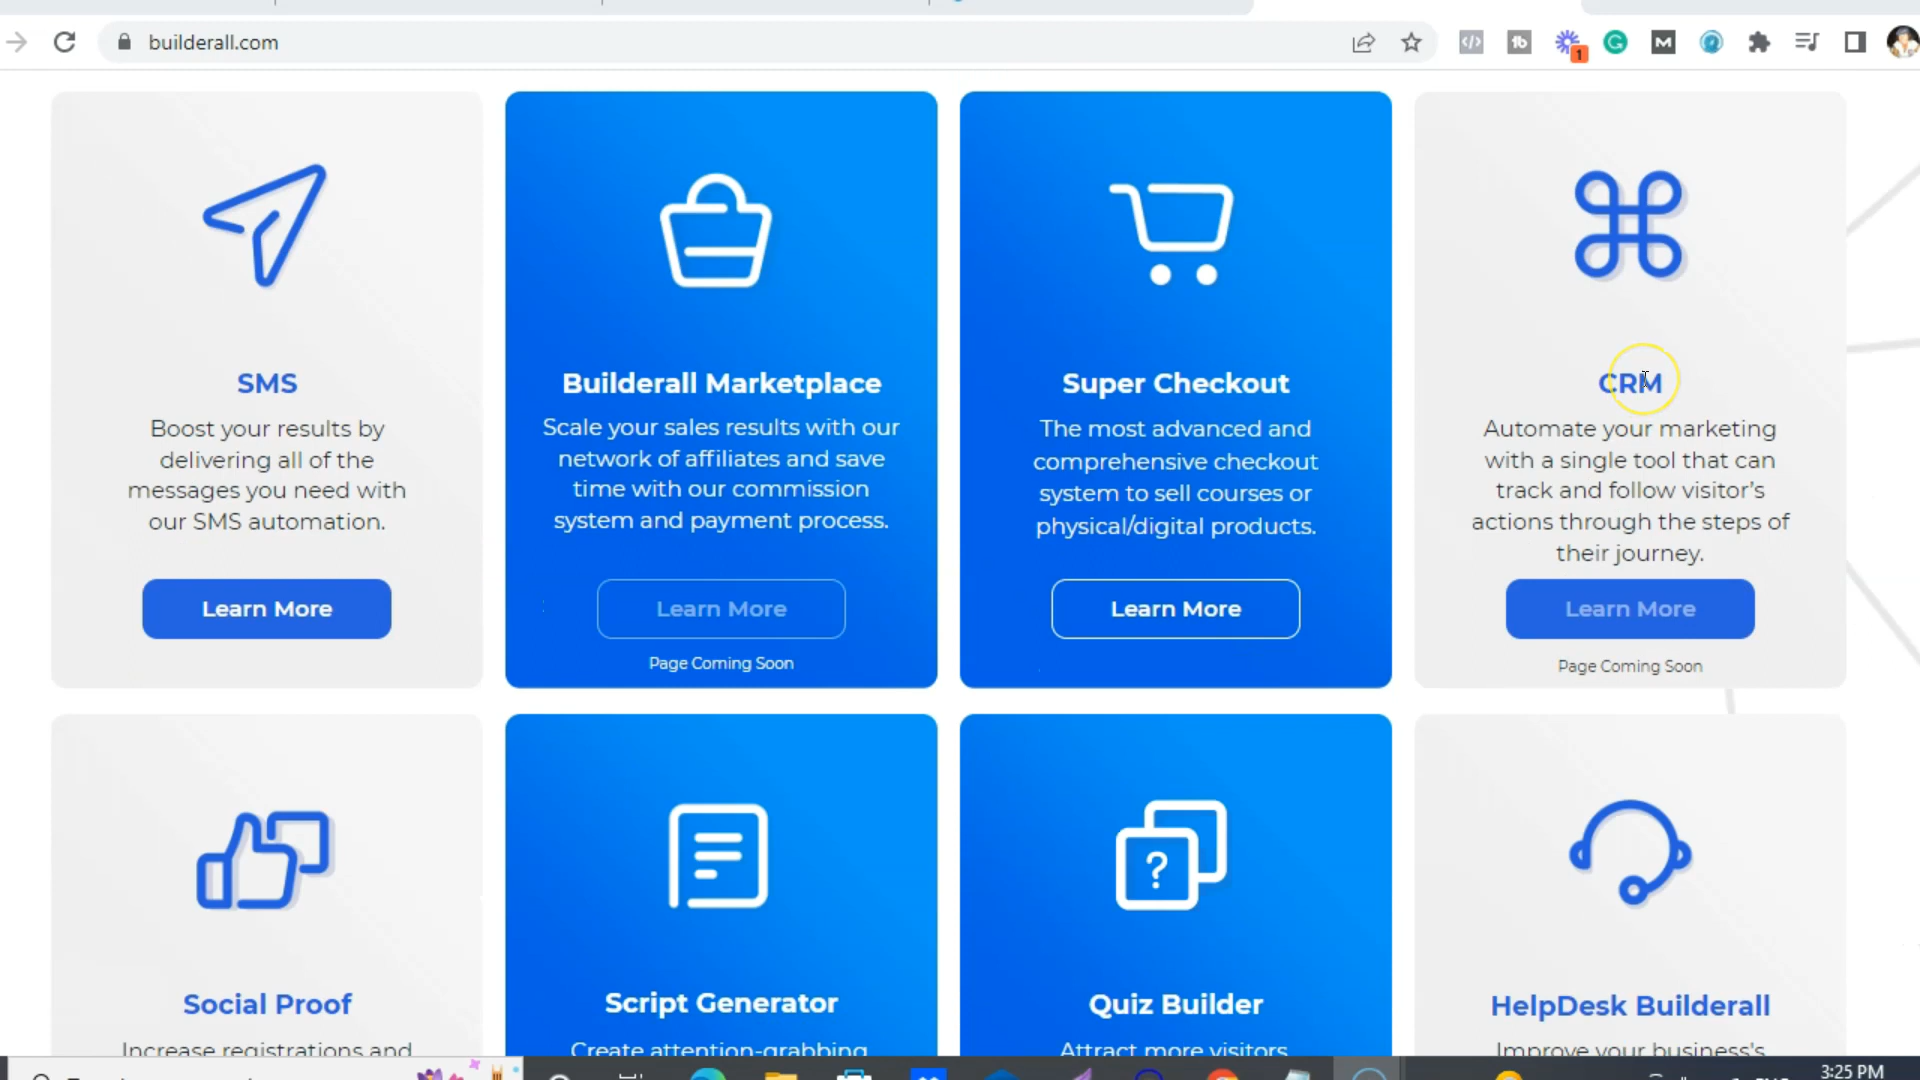 builderall.com
1
SMS
Boost your results by
delivering all of the
messages you need with
our SMS automation.
Learn More
Builderall Marketplace
Scale your sales results with our
network of affiliates and save
time with our commission
system and payment process.
Learn More
Page Coming Soon
Super Checkout
The most advanced and
comprehensive checkout
system to sell courses or
physical/digital products.
Learn More
CRM
Automate your marketing
with a single tool that can
track and follow visitor's
actions through the steps of
their journey.
Learn More
Page Coming Soon
Social Proof
Increase registrations and
Script Generator
Create attention-grabbing
?
Quiz Builder
Attract more visitors
HelpDesk Builderall
Improve your business's
3:25 PM